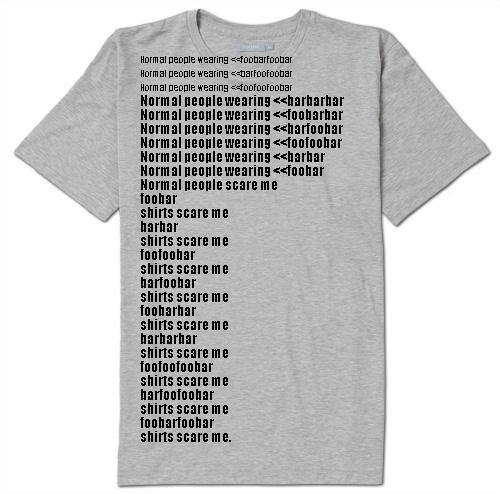 Normal people wearing <<foobarfoobar
Normal people wearing <<barfoofoobar
Normal people wearing <<foofoofoobar
Normal people wearing <<barbarbar
Normal people wearing <<foobarbar
Normal people wearing <<barfoobar
Normal people wearing <<foofoobar
Normal people wearing <<barbar
Normal people wearing <<foobar
Normal people scare me
foobar
shirts scare me
barbar
shirts scare me
foofoobar
shirts scare me
barfoobar
shirts scare me
foobarbar
shirts scare me
barbarbar
shirts scare me
foofoofoobar
shirts scare me
barfoofoobar
shirts scare me
foobarfoobar
shirts scare me.